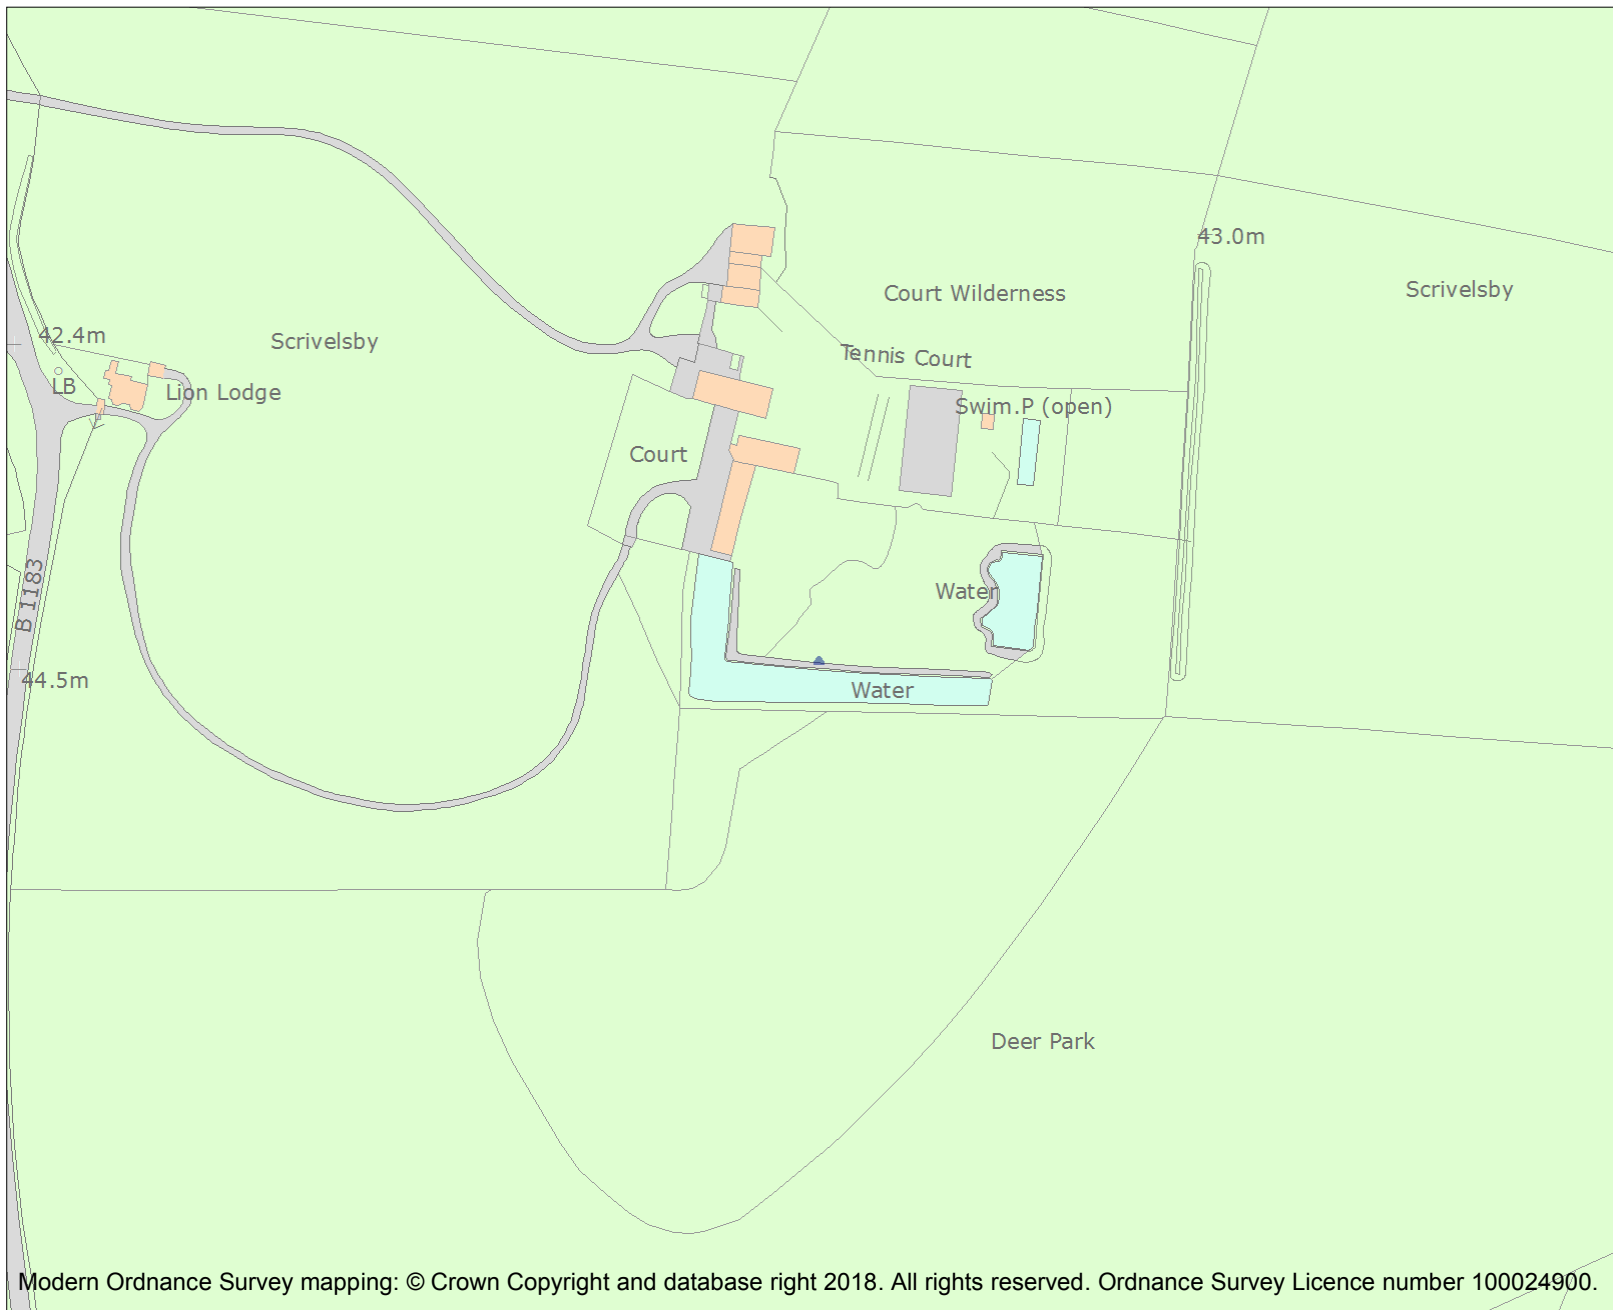 43.0m
Court Wilderness
Scrivelsby
42.4m
Scrivelsby
Tennis Court
LB
Lion Lodge
Swim.P (open)
Court
B 1183
Water
44.5m
Water
Deer Park
Modern Ordnance Survey mapping: © Crown Copyright and database right 2018. All rights reserved. Ordnance Survey Licence number 100024900.